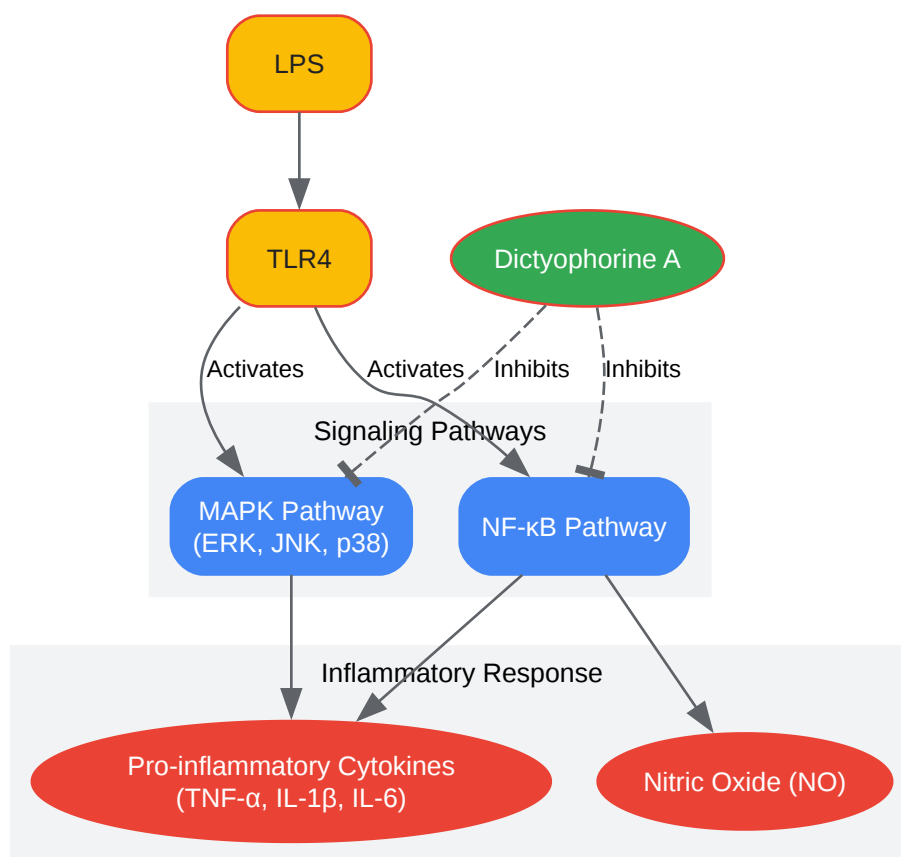 LPS
TLR4
Dictyophorine A
Activates
Activates
Inhibits
Inhibits
Signaling Pathways
MAPK Pathway
(ERK, JNK, p38)
NF-κB Pathway
Inflammatory Response
Pro-inflammatory Cytokines
(TNF-α, IL-1β, IL-6)
Nitric Oxide (NO)